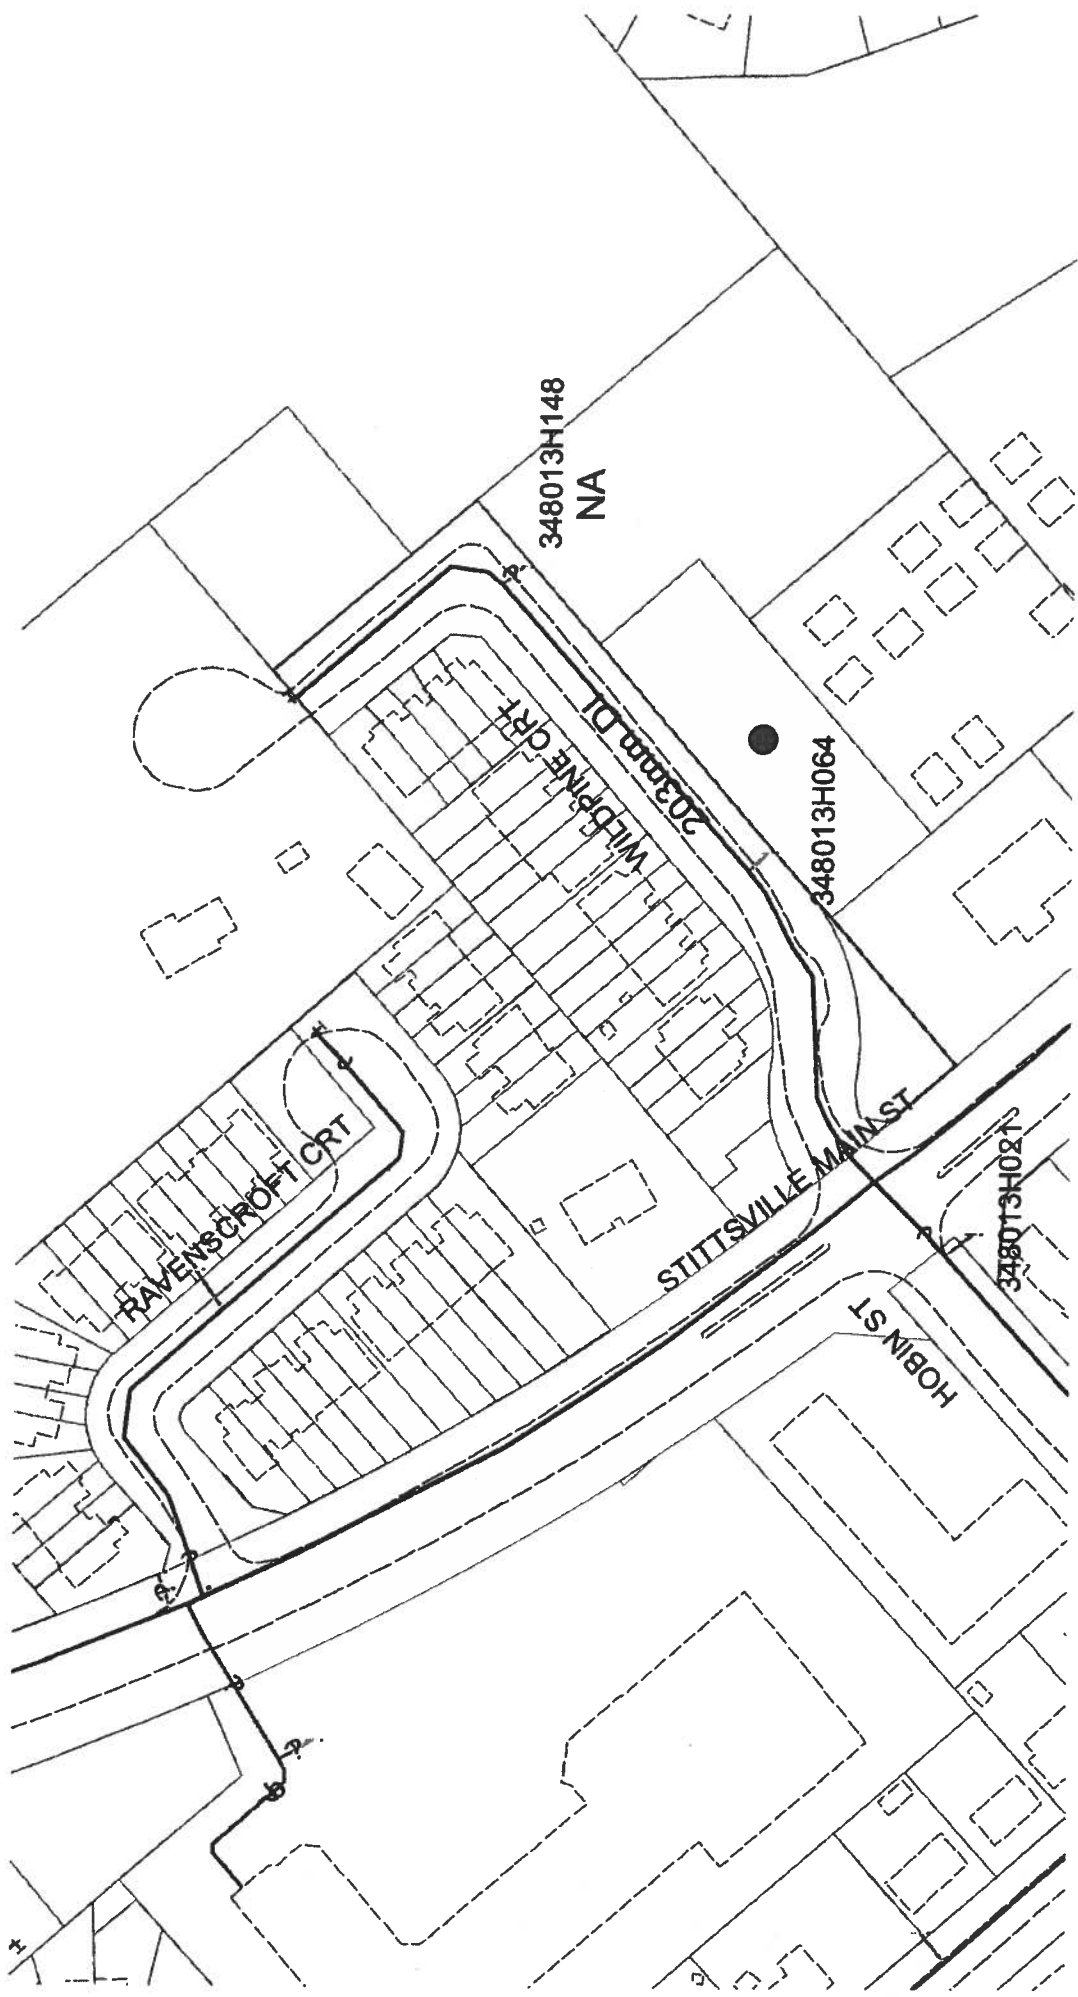 348013H148
NA
WILDPINE CRT
203mm DI
348013H064
RAVENSCROFT CRT
STITTSVILLE MAIN ST
348013H021
HOBIN ST